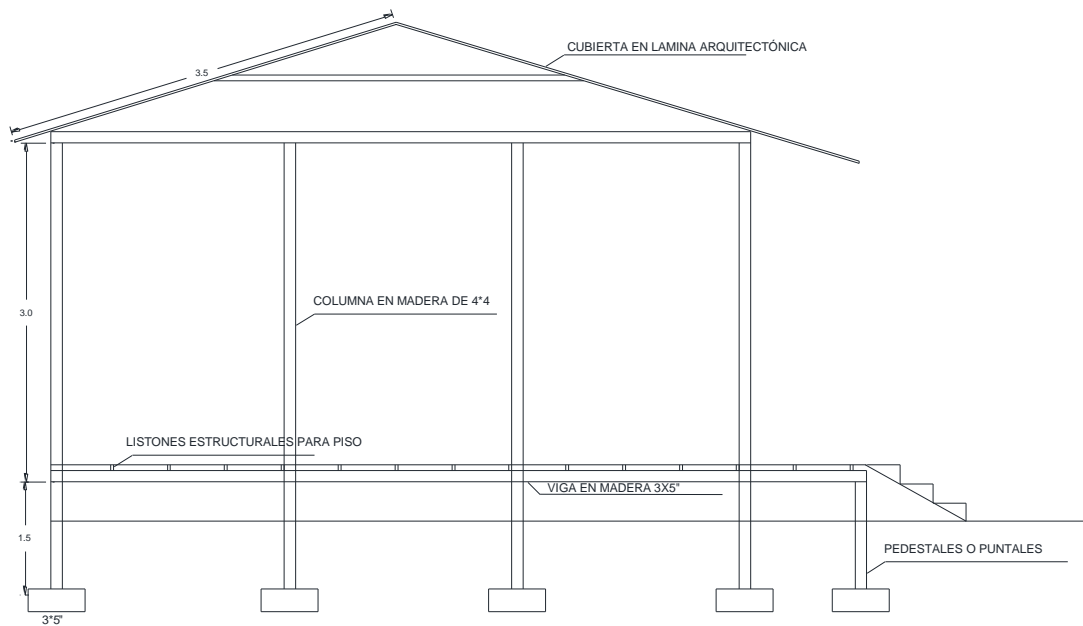 CUBIERTA EN LAMINA ARQUITECTÓNICA
3.5
COLUMNA EN MADERA DE 4*4
3.0
LISTONES ESTRUCTURALES PARA PISO
VIGA EN MADERA 3X5"
1.5
PEDESTALES O PUNTALES
3*5"